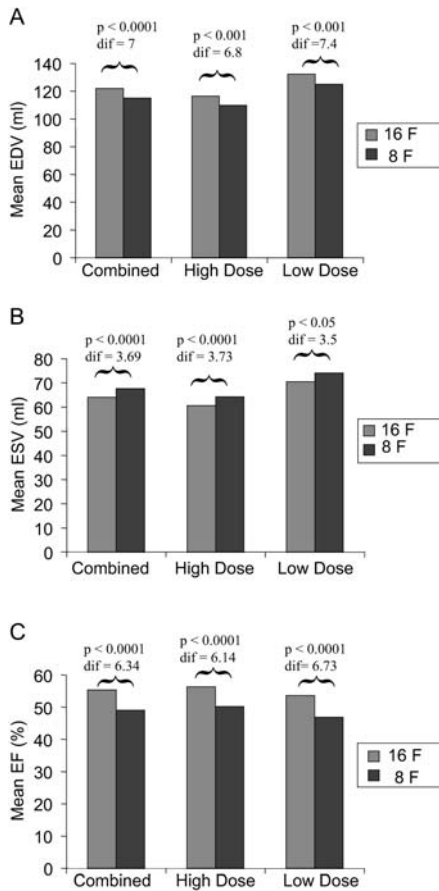 A
p < 0.0001
dif = 7
p < 0.001
dif = 6.8
p < 0.001
dif =7.4
Mean EDV (ml)
140
120
100
80
60
40
20
0
Combined
High Dose
Low Dose
16 F
8 F
B
p < 0.0001
dif = 3.69
p < 0.0001
dif = 3.73
p < 0.05
dif = 3.5
Mean ESV (ml)
80
70
60
50
40
30
20
10
0
Combined
High Dose
Low Dose
16 F
8 F
C
p < 0.0001
dif = 6.34
p < 0.0001
dif = 6.14
p < 0.0001
dif= 6.73
Mean EF (%)
60
50
40
30
20
10
0
Combined
High Dose
Low Dose
16 F
8 F